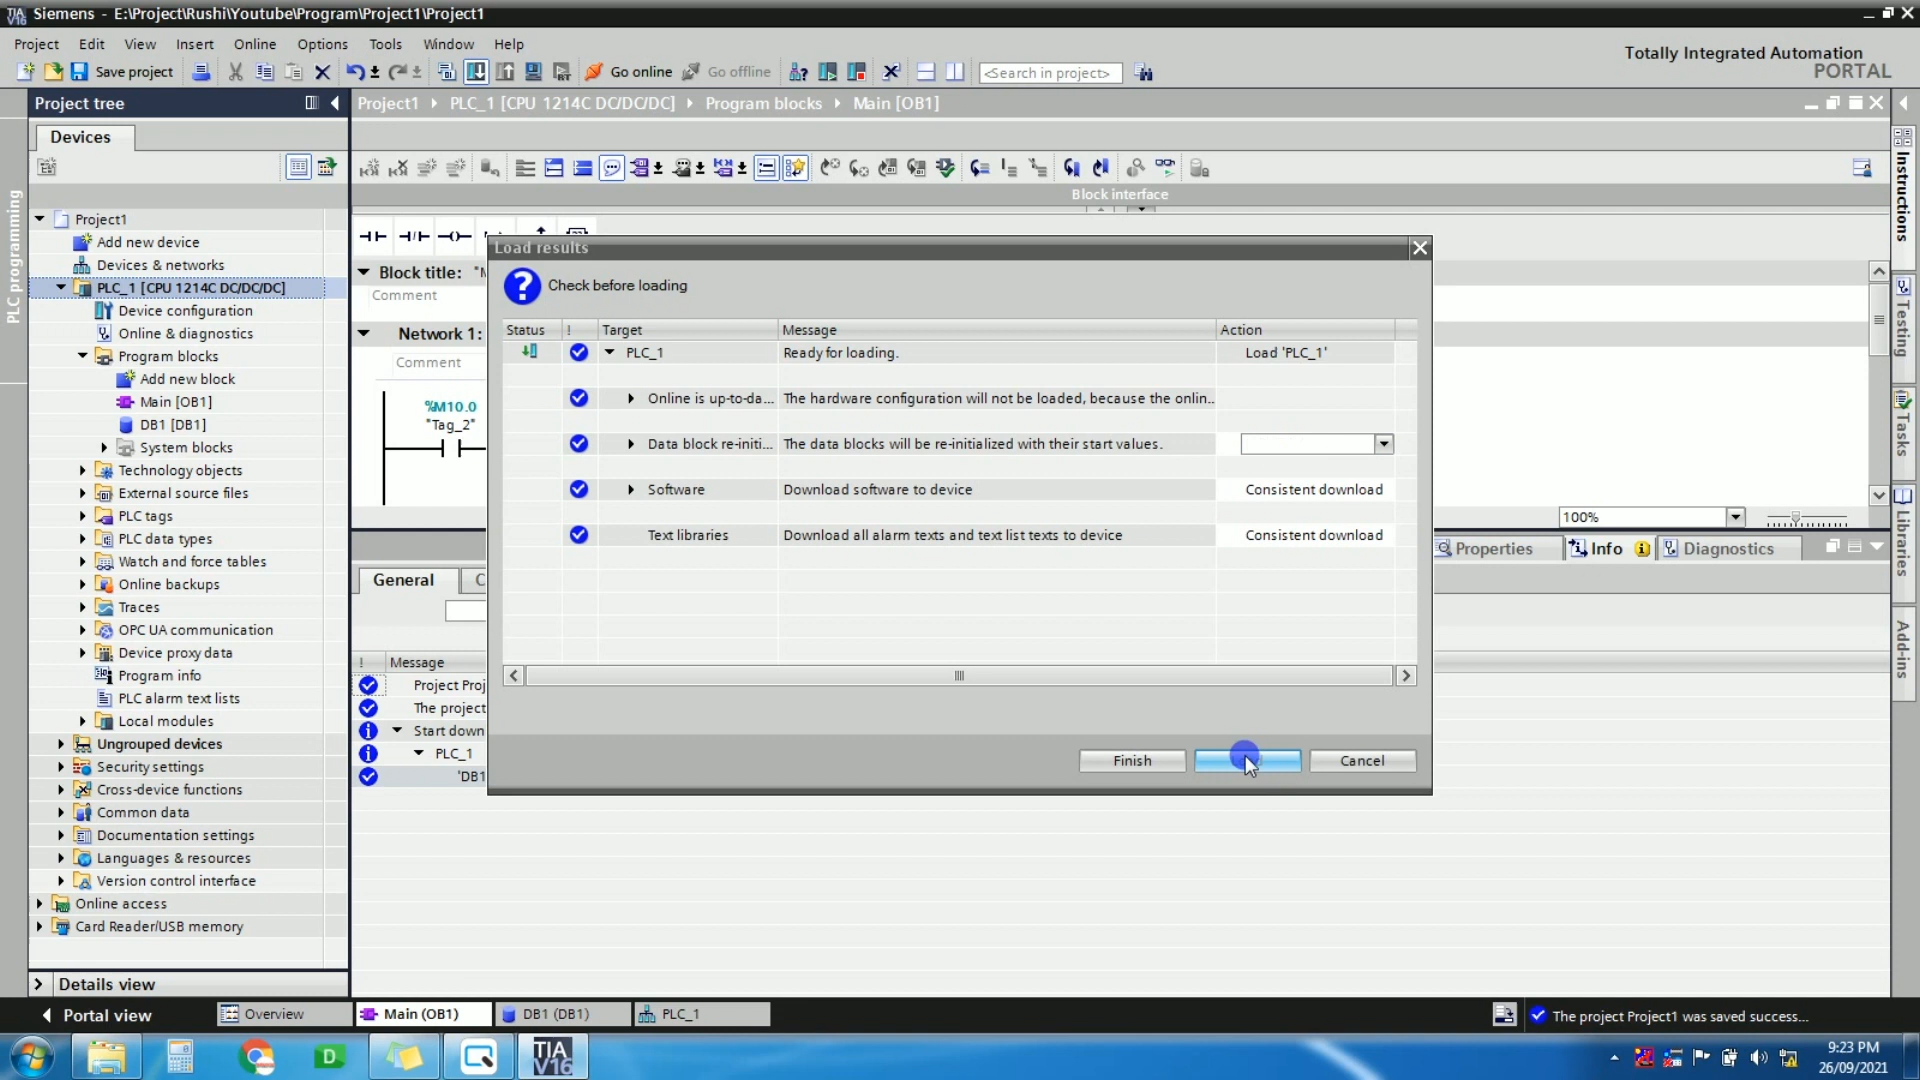 Siemens - E:\Project\Rushi\Youtube\Program\Project1\Project1
Project Edit View Insert Online Options Tools Window Help
Totally Integrated Automation
PORTAL
Save project Go online Go offline <Search in project>
Project tree
Project1 PLC_1 [CPU 1214C DC/DC/DC] Program blocks Main [OB1]
Devices
PLC programming
Block interface
Project1
Add new device
Devices & networks
PLC_1 [CPU 1214C DC/DC/DC]
Device configuration
Online & diagnostics
Program blocks
Add new block
Main [OB1]
DB1 [DB1]
System blocks
Technology objects
External source files
PLC tags
PLC data types
Watch and force tables
Online backups
Traces
OPC UA communication
Device proxy data
Program info
PLC alarm text lists
Local modules
Ungrouped devices
Security settings
Cross-device functions
Common data
Documentation settings
Languages & resources
Version control interface
Online access
Card Reader/USB memory
Details view
Block title: "M
Comment
Network 1:
Comment
%M10.0
"Tag_2"
Load results
Check before loading
Status ! Target Message Action
PLC_1 Ready for loading. Load 'PLC_1'
Online is up-to-da... The hardware configuration will not be loaded, because the onlin..
Data block re-initi... The data blocks will be re-initialized with their start values.
Software Download software to device Consistent download
Text libraries Download all alarm texts and text list texts to device Consistent download
Finish Cancel
100%
Properties Info Diagnostics
General C
! Message
Project Proj
The project
Start down
PLC_1
'DB1
Instructions
Testing
Tasks
Libraries
Add-ins
Portal view Overview Main (OB1) DB1 (DB1) PLC_1 The project Project1 was saved success...
D
TIA
V16
9:23 PM
26/09/2021